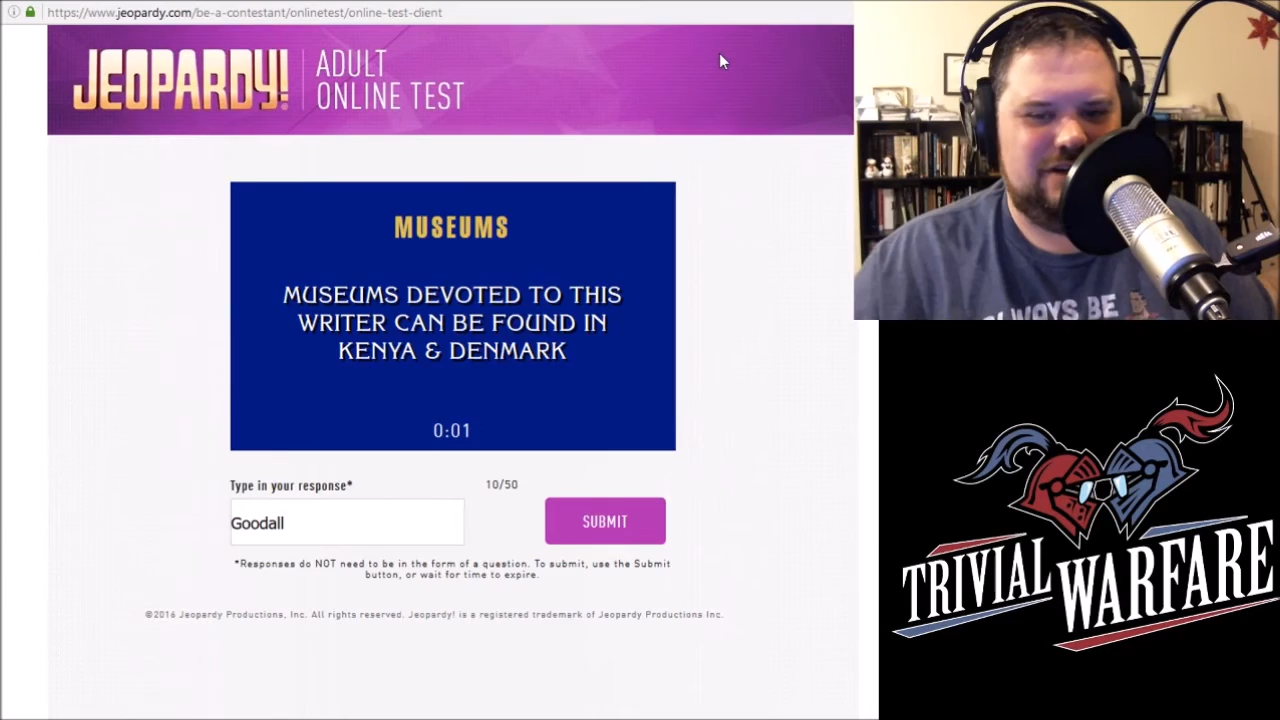 https://www.jeopardy.com/be-a-contestant/onlinetest/online-test-client
JEOPARDY!
ADULT
ONLINE TEST
MUSEUMS
MUSEUMS DEVOTED TO THIS
WRITER CAN BE FOUND IN
KENYA & DENMARK
0:01
Type in your response*
10/50
Goodall
SUBMIT
*Responses do NOT need to be in the form of a question. To submit, use the Submit
button, or wait for time to expire.
©2016 Jeopardy Productions, Inc. All rights reserved. Jeopardy! is a registered trademark of Jeopardy Productions Inc.
ALWAYS BE
TRIVIAL
WARFARE